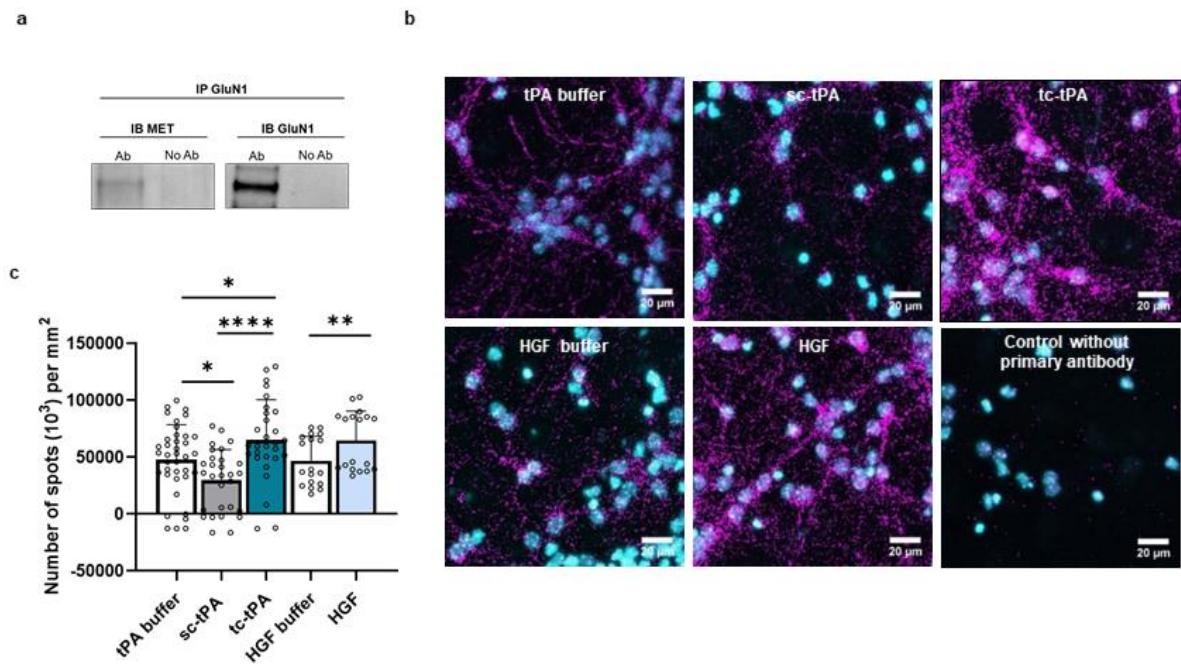 a
IP GluN1
IB MET
IB GluN1
Ab
No Ab
Ab
No Ab
b
tPA buffer
sc-tPA
tc-tPA
20 µm
20 µm
20 µm
HGF buffer
HGF
Control without
primary antibody
20 µm
20 µm
20 µm
c
Number of spots (10³) per mm²
150000
100000
50000
0
-50000
*
*
****
**
tPA buffer
sc-tPA
tc-tPA
HGF buffer
HGF